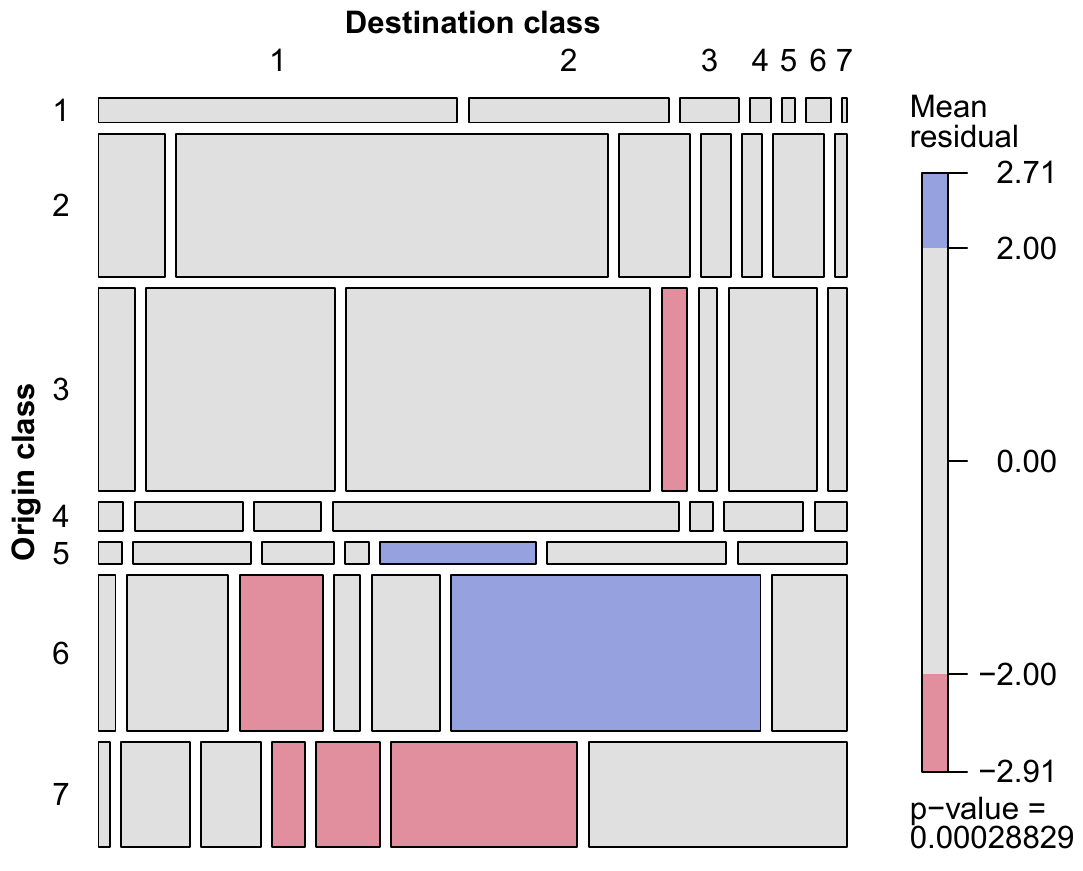 Destination class
1 2 3 4 5 6 7
Origin class
1
2
3
4
5
6
7
Mean
residual
2.71
2.00
0.00
−2.00
−2.91
p−value =
0.00028829